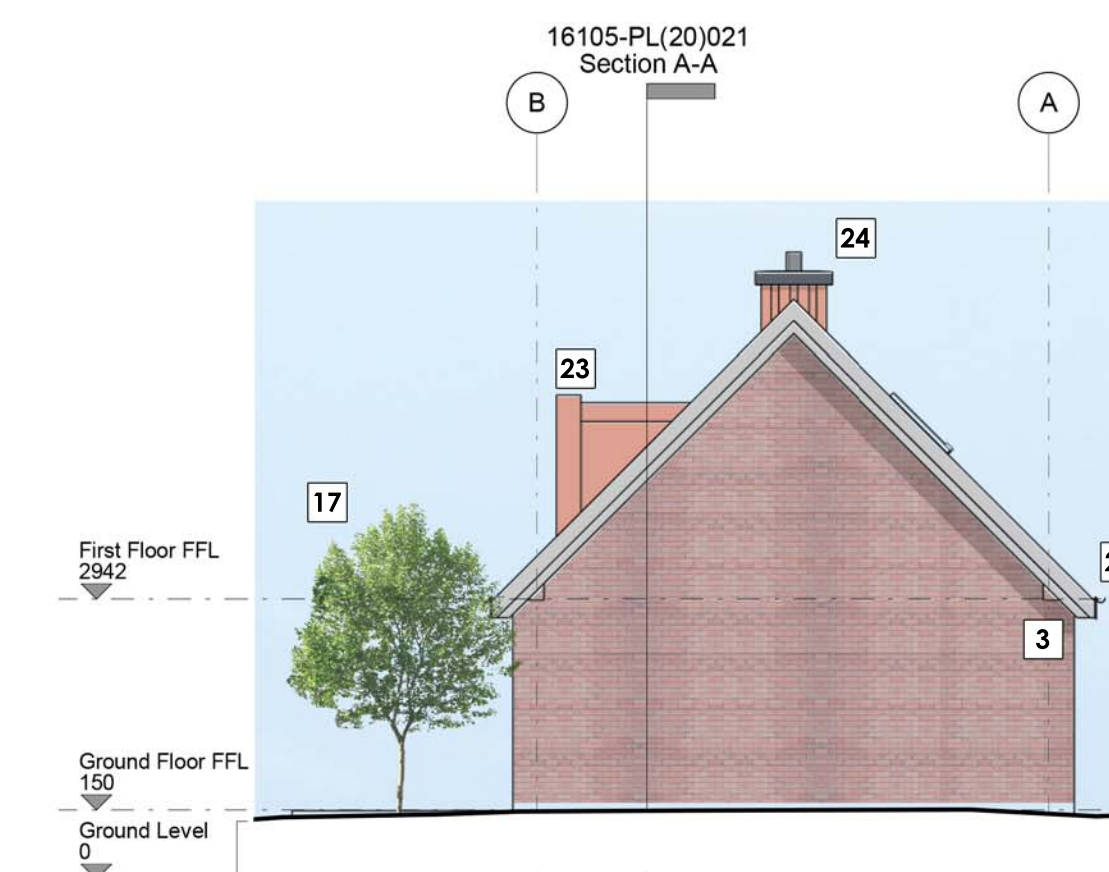 16105-PL(20)021
Section A-A
B
A
24
23
17
First Floor FFL
2942
3
Ground Floor FFL
150
Ground Level
0